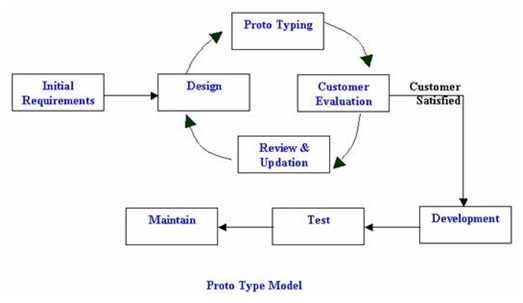 Proto Typing
Initial
Requirements
Design
Customer
Evaluation
Customer
Satisfied
Review &
Updation
Maintain
Test
Development
Proto Type Model